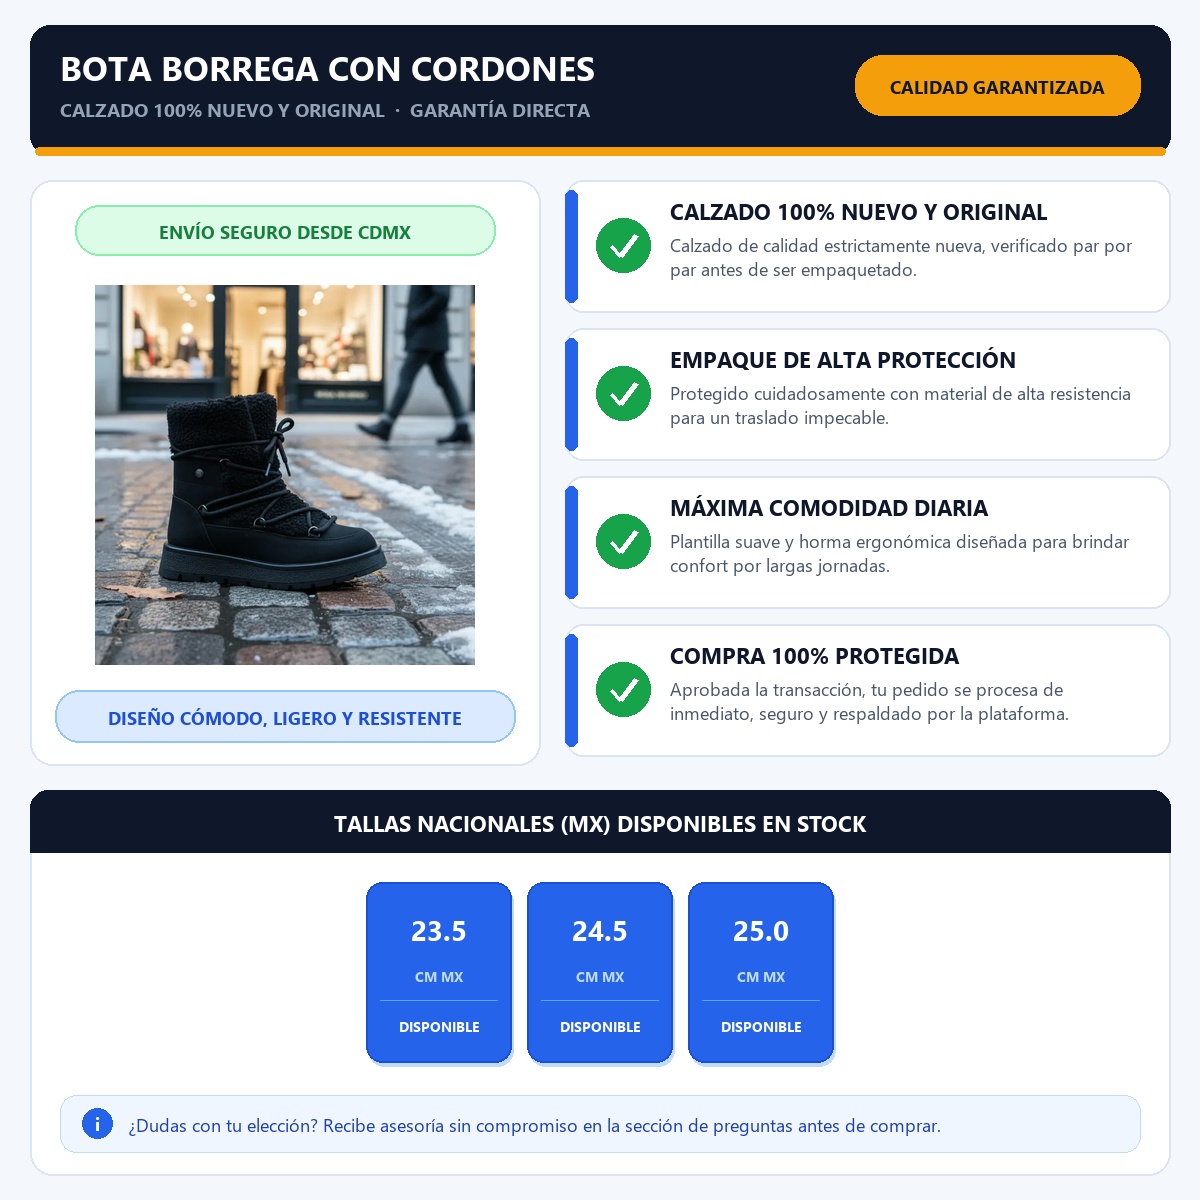 BOTA BORREGA CON CORDONES
CALZADO 100% NUEVO Y ORIGINAL · GARANTÍA DIRECTA
CALIDAD GARANTIZADA
ENVÍO SEGURO DESDE CDMX
DISEÑO CÓMODO, LIGERO Y RESISTENTE
CALZADO 100% NUEVO Y ORIGINAL
Calzado de calidad estrictamente nueva, verificado par por
par antes de ser empaquetado.
EMPAQUE DE ALTA PROTECCIÓN
Protegido cuidadosamente con material de alta resistencia
para un traslado impecable.
MÁXIMA COMODIDAD DIARIA
Plantilla suave y horma ergonómica diseñada para brindar
confort por largas jornadas.
COMPRA 100% PROTEGIDA
Aprobada la transacción, tu pedido se procesa de
inmediato, seguro y respaldado por la plataforma.
TALLAS NACIONALES (MX) DISPONIBLES EN STOCK
23.5
CM MX
DISPONIBLE
24.5
CM MX
DISPONIBLE
25.0
CM MX
DISPONIBLE
¿Dudas con tu elección? Recibe asesoría sin compromiso en la sección de preguntas antes de comprar.